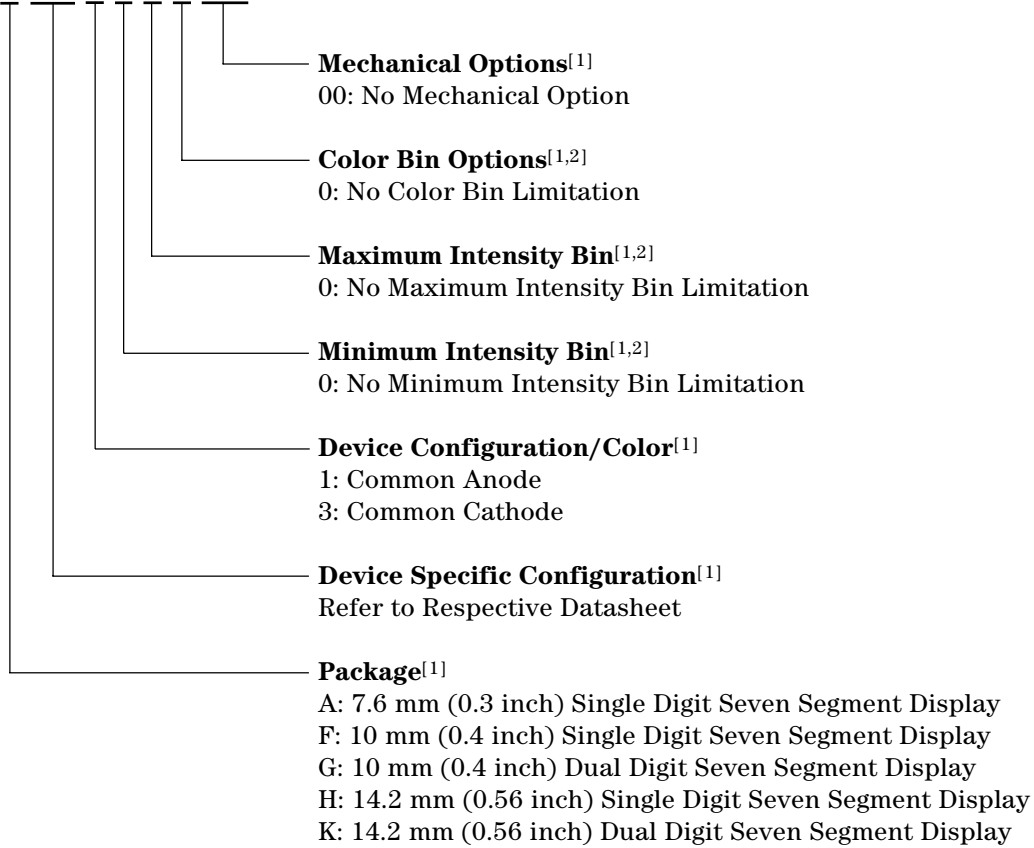 Mechanical Options[1]
00: No Mechanical Option
Color Bin Options[1,2]
0: No Color Bin Limitation
Maximum Intensity Bin[1,2]
0: No Maximum Intensity Bin Limitation
Minimum Intensity Bin[1,2]
0: No Minimum Intensity Bin Limitation
Device Configuration/Color[1]
1: Common Anode
3: Common Cathode
Device Specific Configuration[1]
Refer to Respective Datasheet
Package[1]
A: 7.6 mm (0.3 inch) Single Digit Seven Segment Display
F: 10 mm (0.4 inch) Single Digit Seven Segment Display
G: 10 mm (0.4 inch) Dual Digit Seven Segment Display
H: 14.2 mm (0.56 inch) Single Digit Seven Segment Display
K: 14.2 mm (0.56 inch) Dual Digit Seven Segment Display